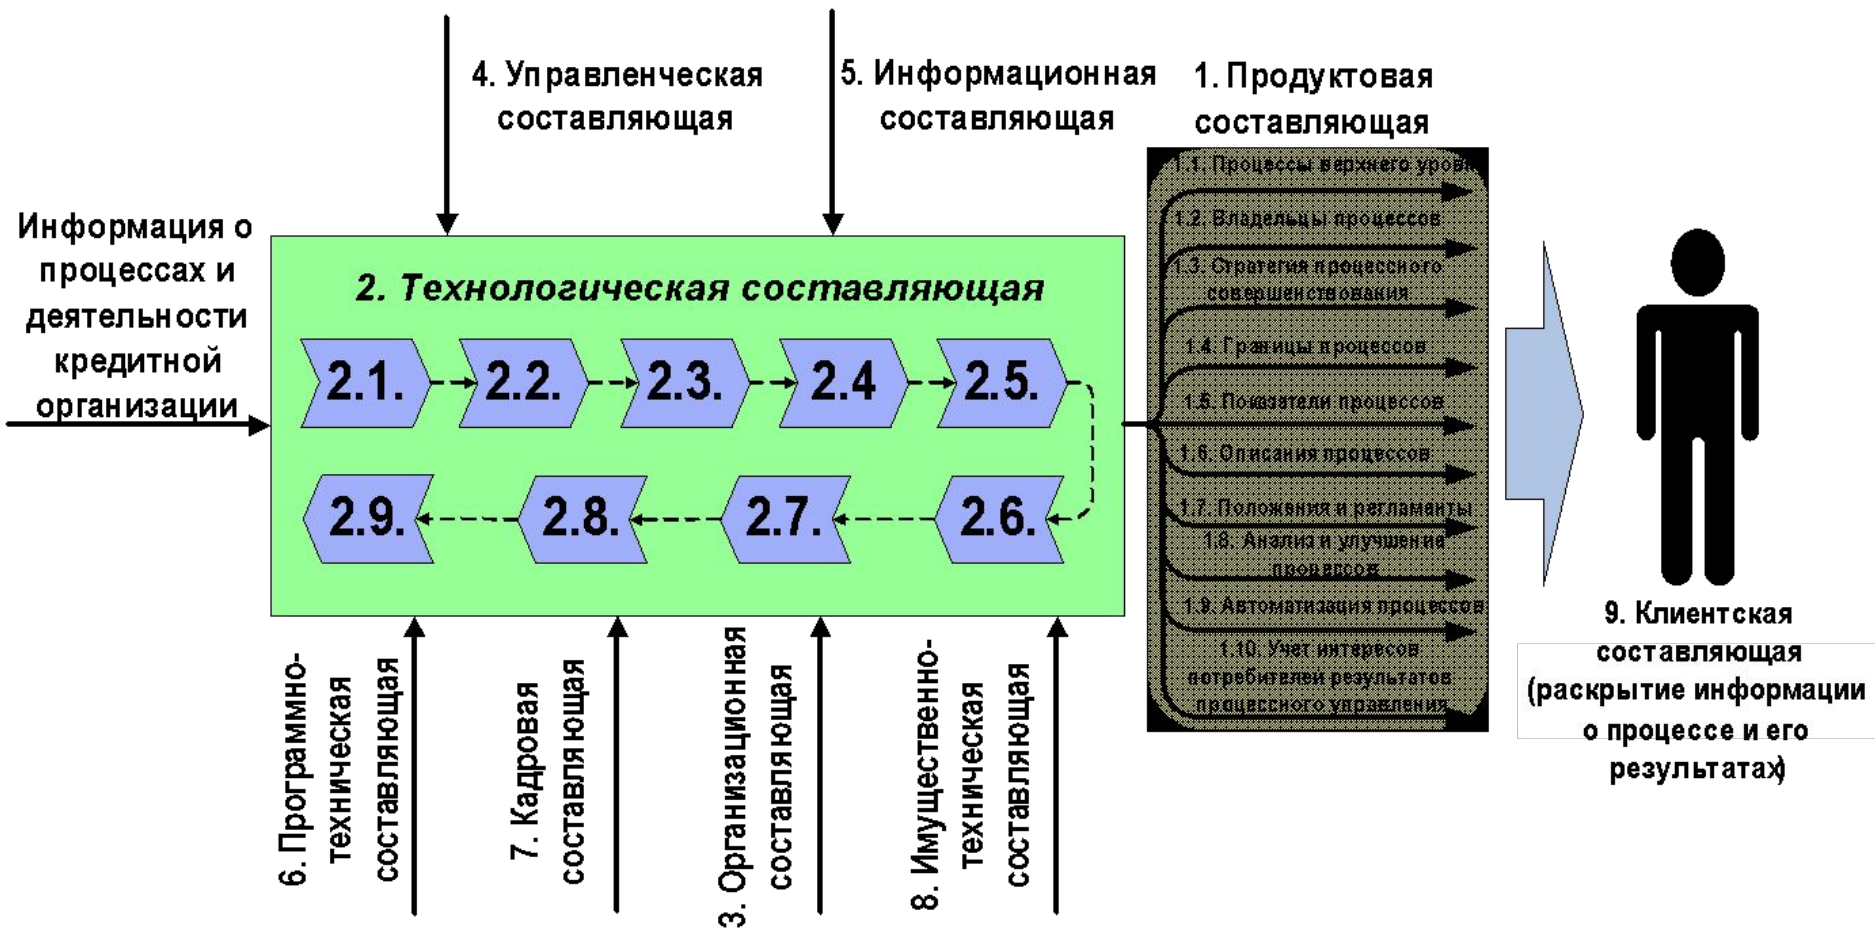 4. Управленческая
составляющая
5. Информационная
составляющая
1. Продуктовая
составляющая
Информация о
процессах и
деятельности
кредитной
организации
2. Технологическая составляющая
2.1.
2.2.
2.3.
2.4
2.5.
2.6.
2.7.
2.8.
2.9.
1.1. Процессы верхнего уровн
1.2. Владельцы процессов
1.3. Стратегия процессного
совершенствования
1.4. Границы процессов
1.5. Показатели процессов
1.6. Описания процессов
1.7. Положения и регламенты
1.8. Анализ и улучшение
процессов
1.9. Автоматизация процессов
1.10. Учет интересов
потребителей результатов
процессного управления
9. Клиентская
составляющая
(раскрытие информации
о процессе и его
результатах)
6. Программно-
техническая
составляющая
7. Кадровая
составляющая
3. Организационная
составляющая
8. Имущественно-
техническая
составляющая